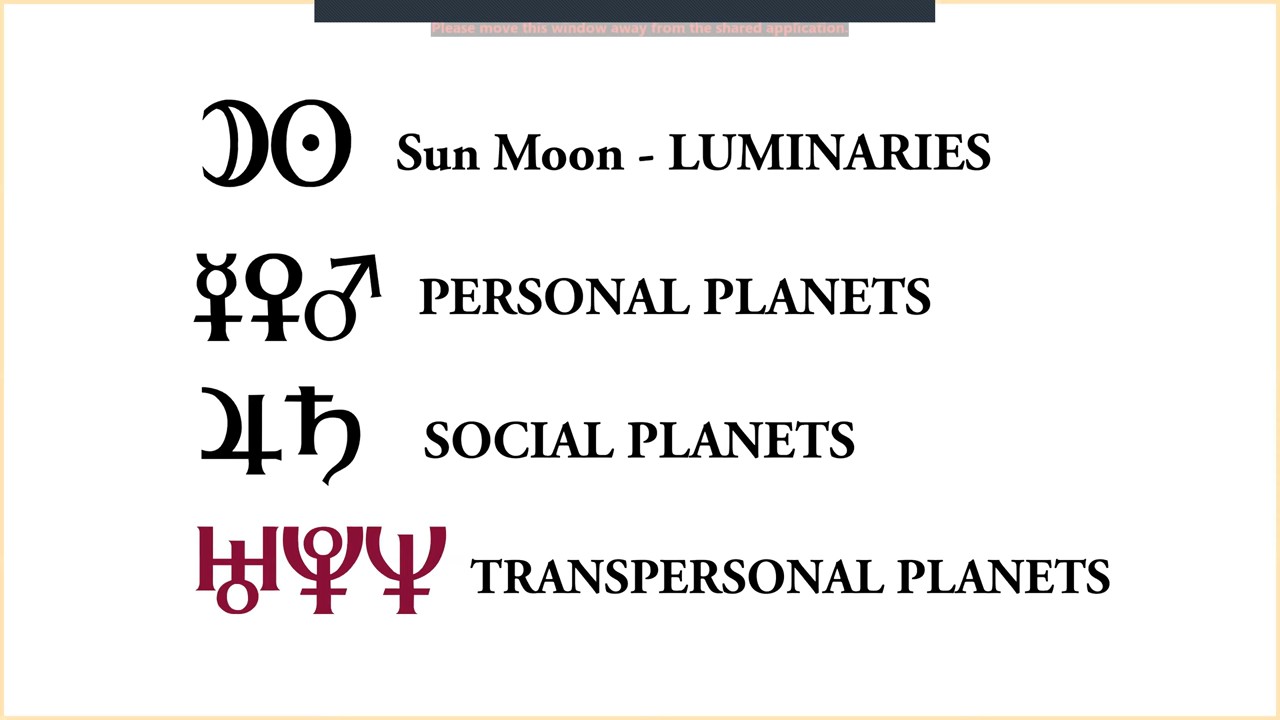 Please move this window away from the shared application.
☽☉ Sun Moon - LUMINARIES
☿♀♂ PERSONAL PLANETS
♃♄ SOCIAL PLANETS
♅♇♆ TRANSPERSONAL PLANETS